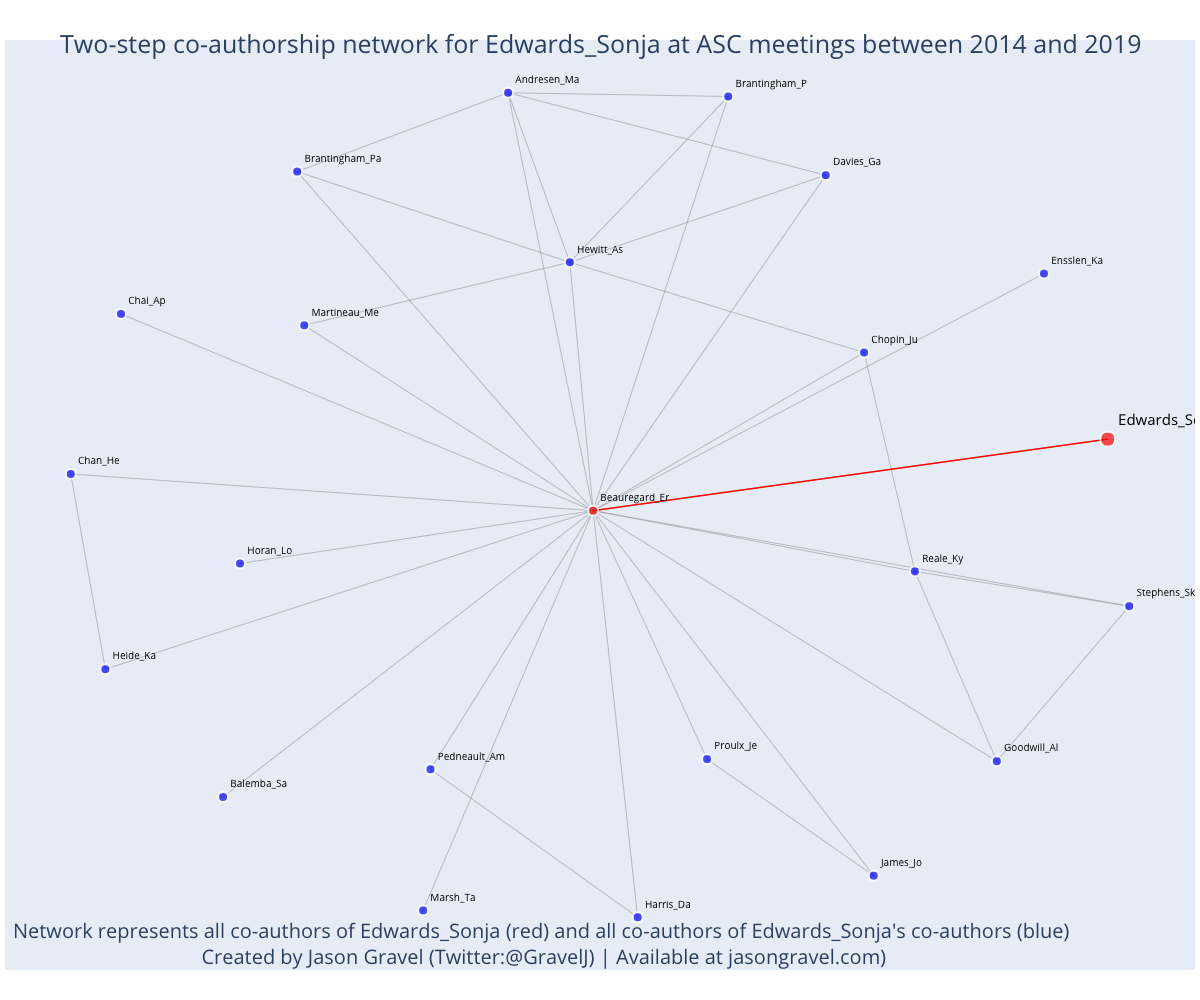 Two-step co-authorship network for Edwards_Sonja at ASC meetings between 2014 and 2019
Andresen_Ma
Brantingham_P
Brantingham_Pa
Davies_Ga
Hewitt_As
Ensslen_Ka
Chai_Ap
Martineau_Me
Chopin_Ju
Edwards_So
Chan_He
Beauregard_Er
Horan_Lo
Reale_Ky
Stephens_Sk
Heide_Ka
Proulx_Je
Goodwill_Al
Pedneault_Am
Balemba_Sa
James_Jo
Marsh_Ta
Harris_Da
Network represents all co-authors of Edwards_Sonja (red) and all co-authors of Edwards_Sonja's co-authors (blue)
Created by Jason Gravel (Twitter:@GravelJ) | Available at jasongravel.com)